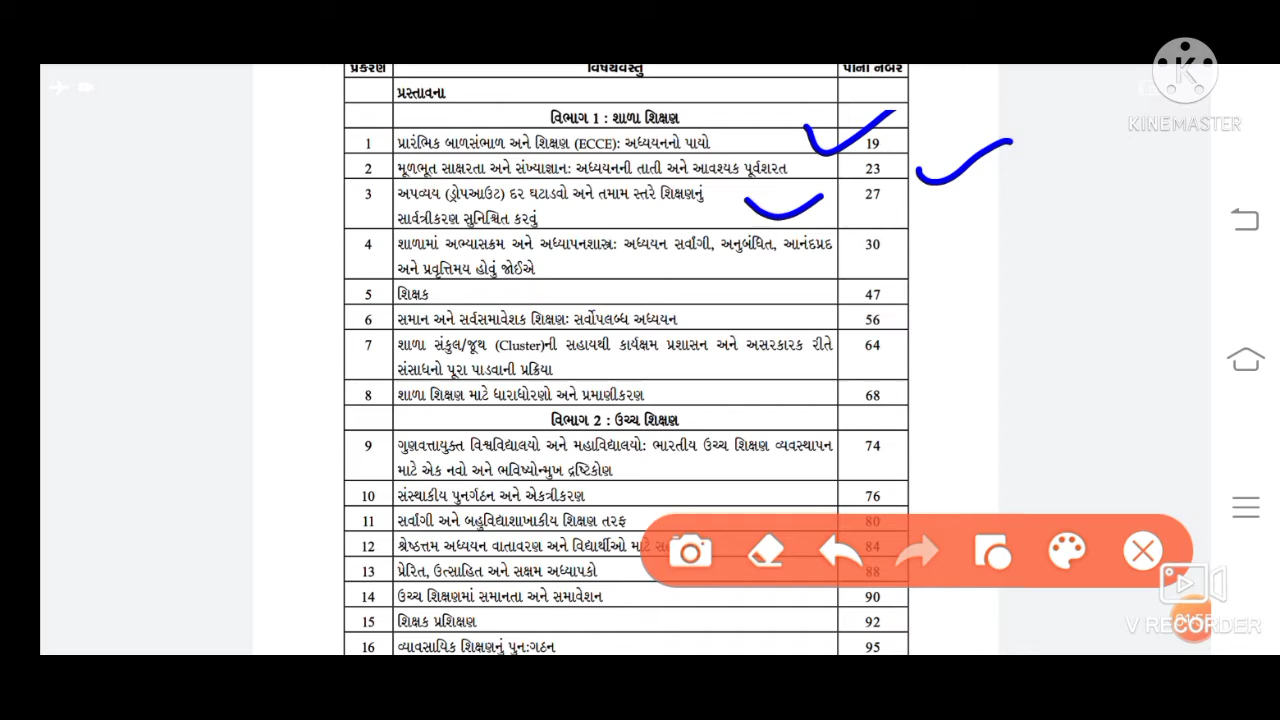 પ્રકરણ વિષયવસ્તુ પાના નંબર
પ્રસ્તાવના
વિભાગ 1 : શાળા શિક્ષણ
1 પ્રારંભિક બાળસંભાળ અને શિક્ષણ (ECCE): અધ્યયનનો પાયો 19
2 મૂળભૂત સાક્ષરતા અને સંખ્યાજ્ઞાન: અધ્યયનની તાતી અને આવશ્યક પૂર્વશરત 23
3 અપવ્યય (ડ્રોપઆઉટ) દર ઘટાડવો અને તમામ સ્તરે શિક્ષણનું 27
સાર્વત્રીકરણ સુનિશ્ચિત કરવું
4 શાળામાં અભ્યાસક્રમ અને અધ્યાપનશાસ્ત્ર: અધ્યયન સર્વાંગી, અનુબંધિત, આનંદપ્રદ 30
અને પ્રવૃત્તિમય હોવું જોઈએ
5 શિક્ષક 47
6 સમાન અને સર્વસમાવેશક શિક્ષણ: સર્વોપલબ્ધ અધ્યયન 56
7 શાળા સંકુલ/જૂથ (Cluster)ની સહાયથી કાર્યક્ષમ પ્રશાસન અને અસરકારક રીતે 64
સંસાધનો પૂરા પાડવાની પ્રક્રિયા
8 શાળા શિક્ષણ માટે ધારાધોરણો અને પ્રમાણીકરણ 68
વિભાગ 2 : ઉચ્ચ શિક્ષણ
9 ગુણવત્તાયુક્ત વિશ્વવિદ્યાલયો અને મહાવિદ્યાલયો: ભારતીય ઉચ્ચ શિક્ષણ વ્યવસ્થાપન 74
માટે એક નવો અને ભવિષ્યોન્મુખ દ્રષ્ટિકોણ
10 સંસ્થાકીય પુનર્ગઠન અને એકત્રીકરણ 76
11 સર્વાંગી અને બહુવિદ્યાશાખાકીય શિક્ષણ તરફ 80
12 શ્રેષ્ઠત્તમ અધ્યયન વાતાવરણ અને વિદ્યાર્થીઓ માટે 84
13 પ્રેરિત, ઉત્સાહિત અને સક્ષમ અધ્યાપકો 88
14 ઉચ્ચ શિક્ષણમાં સમાનતા અને સમાવેશન 90
15 શિક્ષક પ્રશિક્ષણ 92
16 વ્યાવસાયિક શિક્ષણનું પુન:ગઠન 95
K
KINEMASTER
V RECORDER